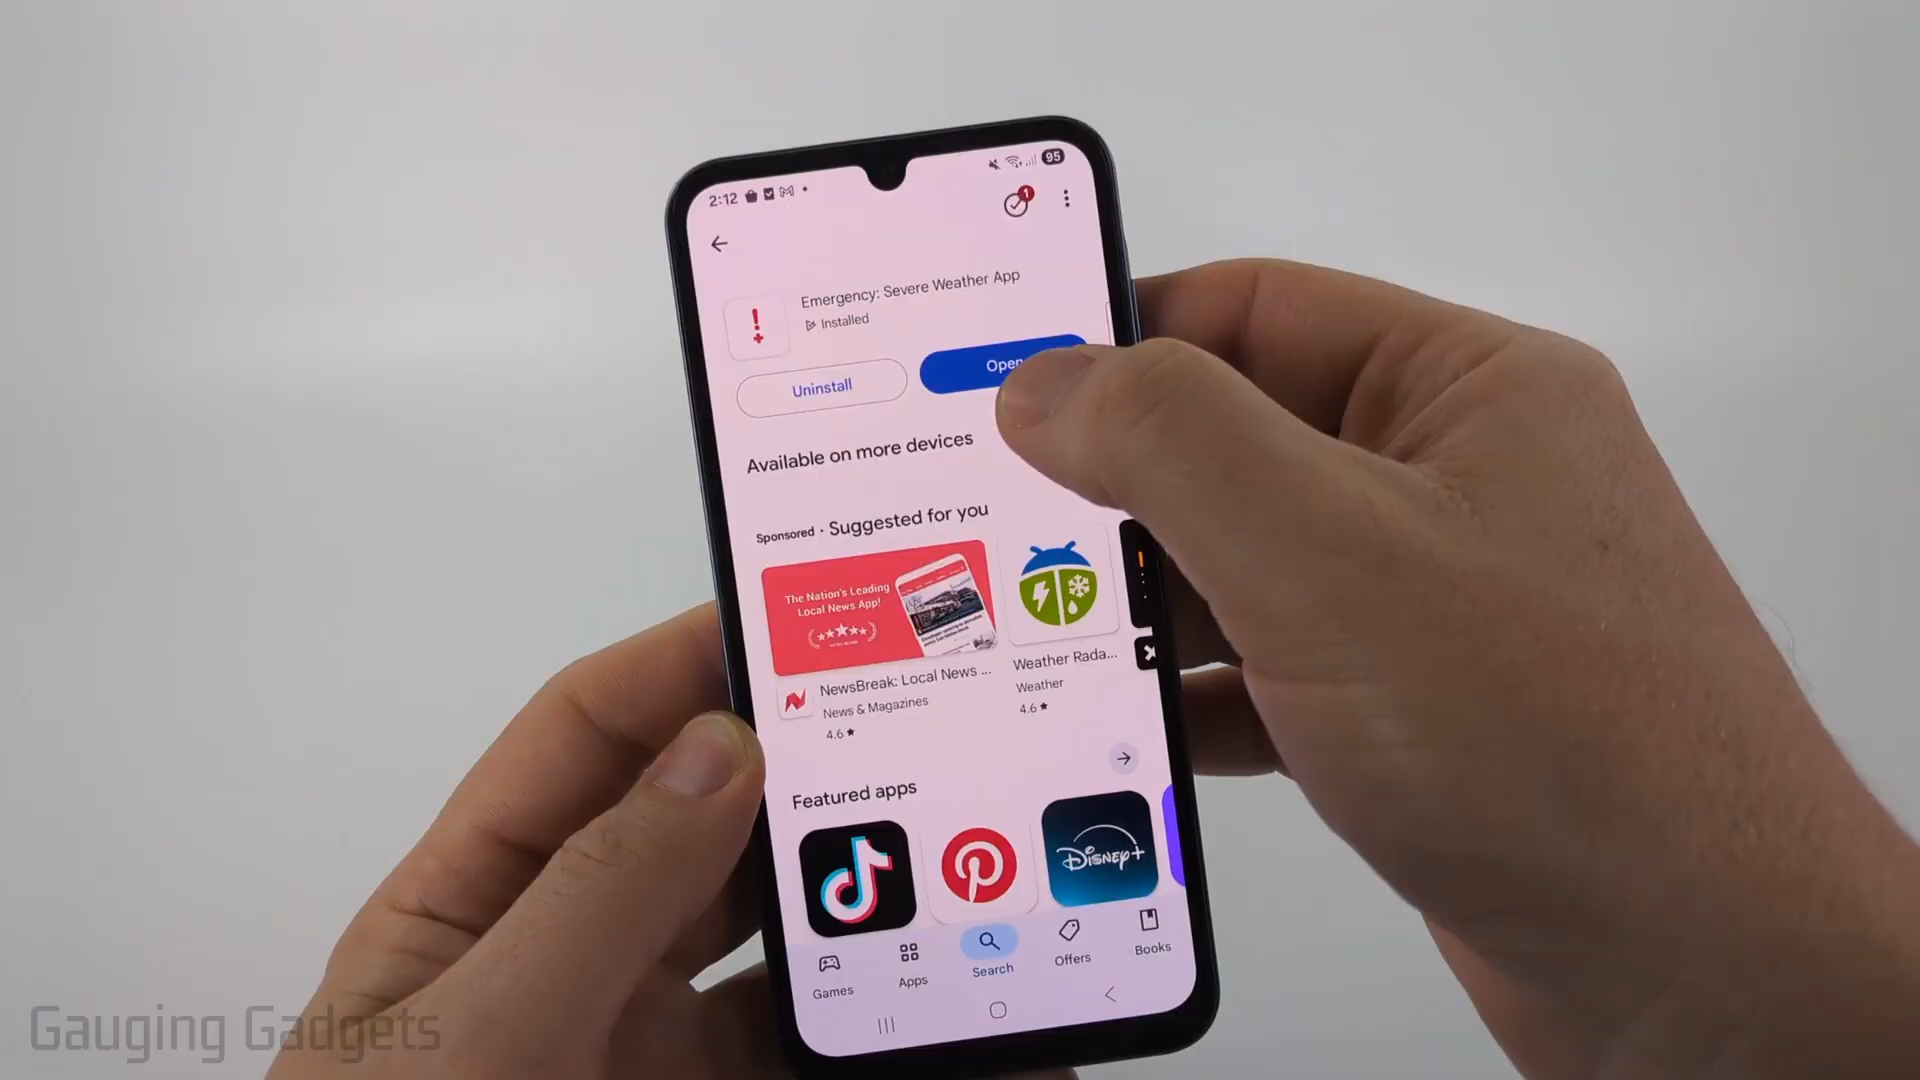 2:12
95
1
Emergency: Severe Weather App
Installed
Uninstall
Open
Available on more devices
Sponsored · Suggested for you
The Nation's Leading
Local News App!
NewsBreak: Local News ...
News & Magazines
4.6 ★
Weather Rada...
Weather
4.6 ★
Featured apps
Disney+
Games
Apps
Search
Offers
Books
Gauging Gadgets